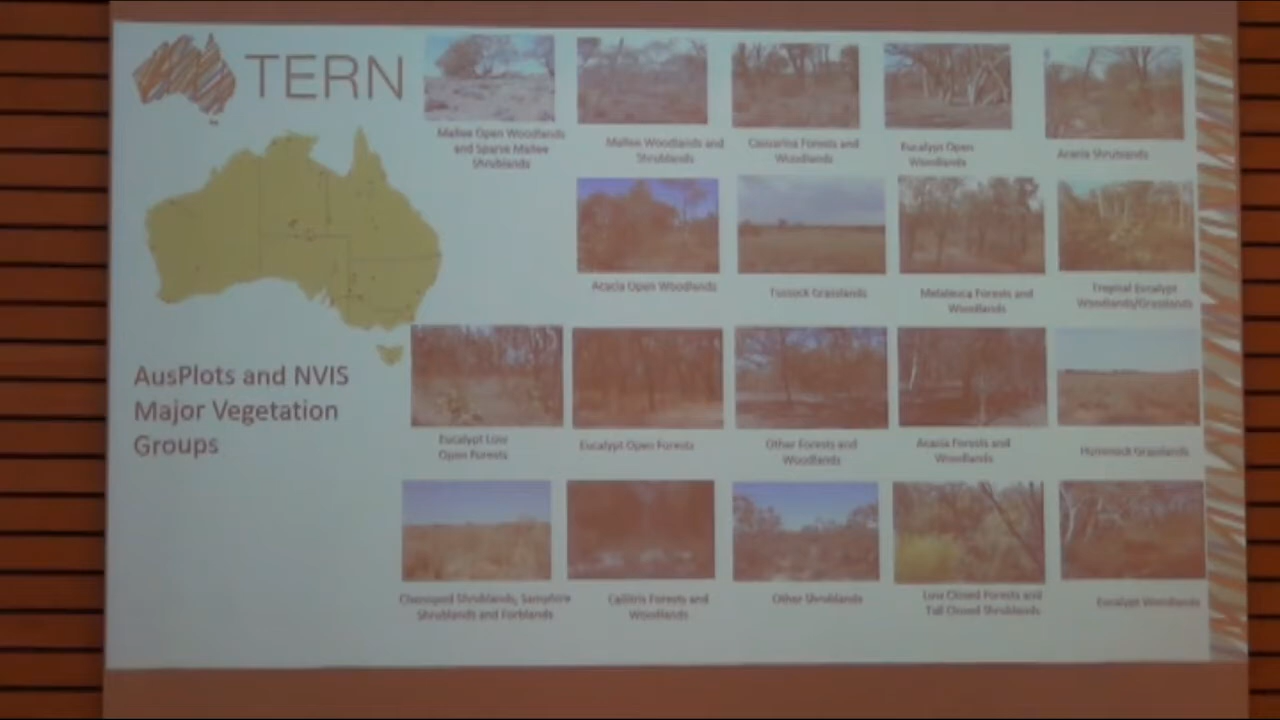 TERN
Mallee Open Woodlands
and Sparse Mallee
Shrublands
Mallee Woodlands and
Shrublands
Casuarina Forests and
Woodlands
Eucalypt Open
Woodlands
Acacia Shrublands
Acacia Open Woodlands
Tussock Grasslands
Melaleuca Forests and
Woodlands
Tropical Eucalypt
Woodlands/Grasslands
AusPlots and NVIS
Major Vegetation
Groups
Eucalypt Low
Open Forests
Eucalypt Open Forests
Other Forests and
Woodlands
Acacia Forests and
Woodlands
Hummock Grasslands
Chenopod Shrublands, Samphire
Shrublands and Forblands
Callitris Forests and
Woodlands
Other Shrublands
Low Closed Forests and
Tall Closed Shrublands
Eucalypt Woodlands